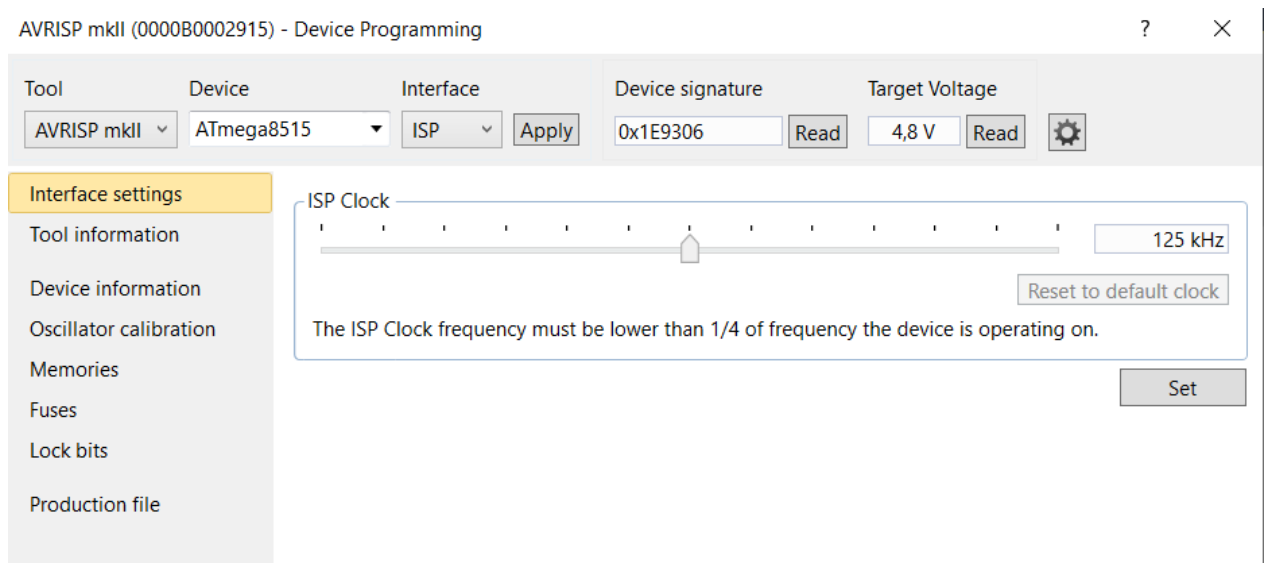 AVRISP mkII (0000B0002915) - Device Programming ? ×
Tool Device Interface Device signature Target Voltage
AVRISP mkII ATmega8515 ISP Apply 0x1E9306 Read 4,8 V Read
Interface settings
Tool information
Device information
Oscillator calibration
Memories
Fuses
Lock bits
Production file
ISP Clock
125 kHz
Reset to default clock
The ISP Clock frequency must be lower than 1/4 of frequency the device is operating on.
Set